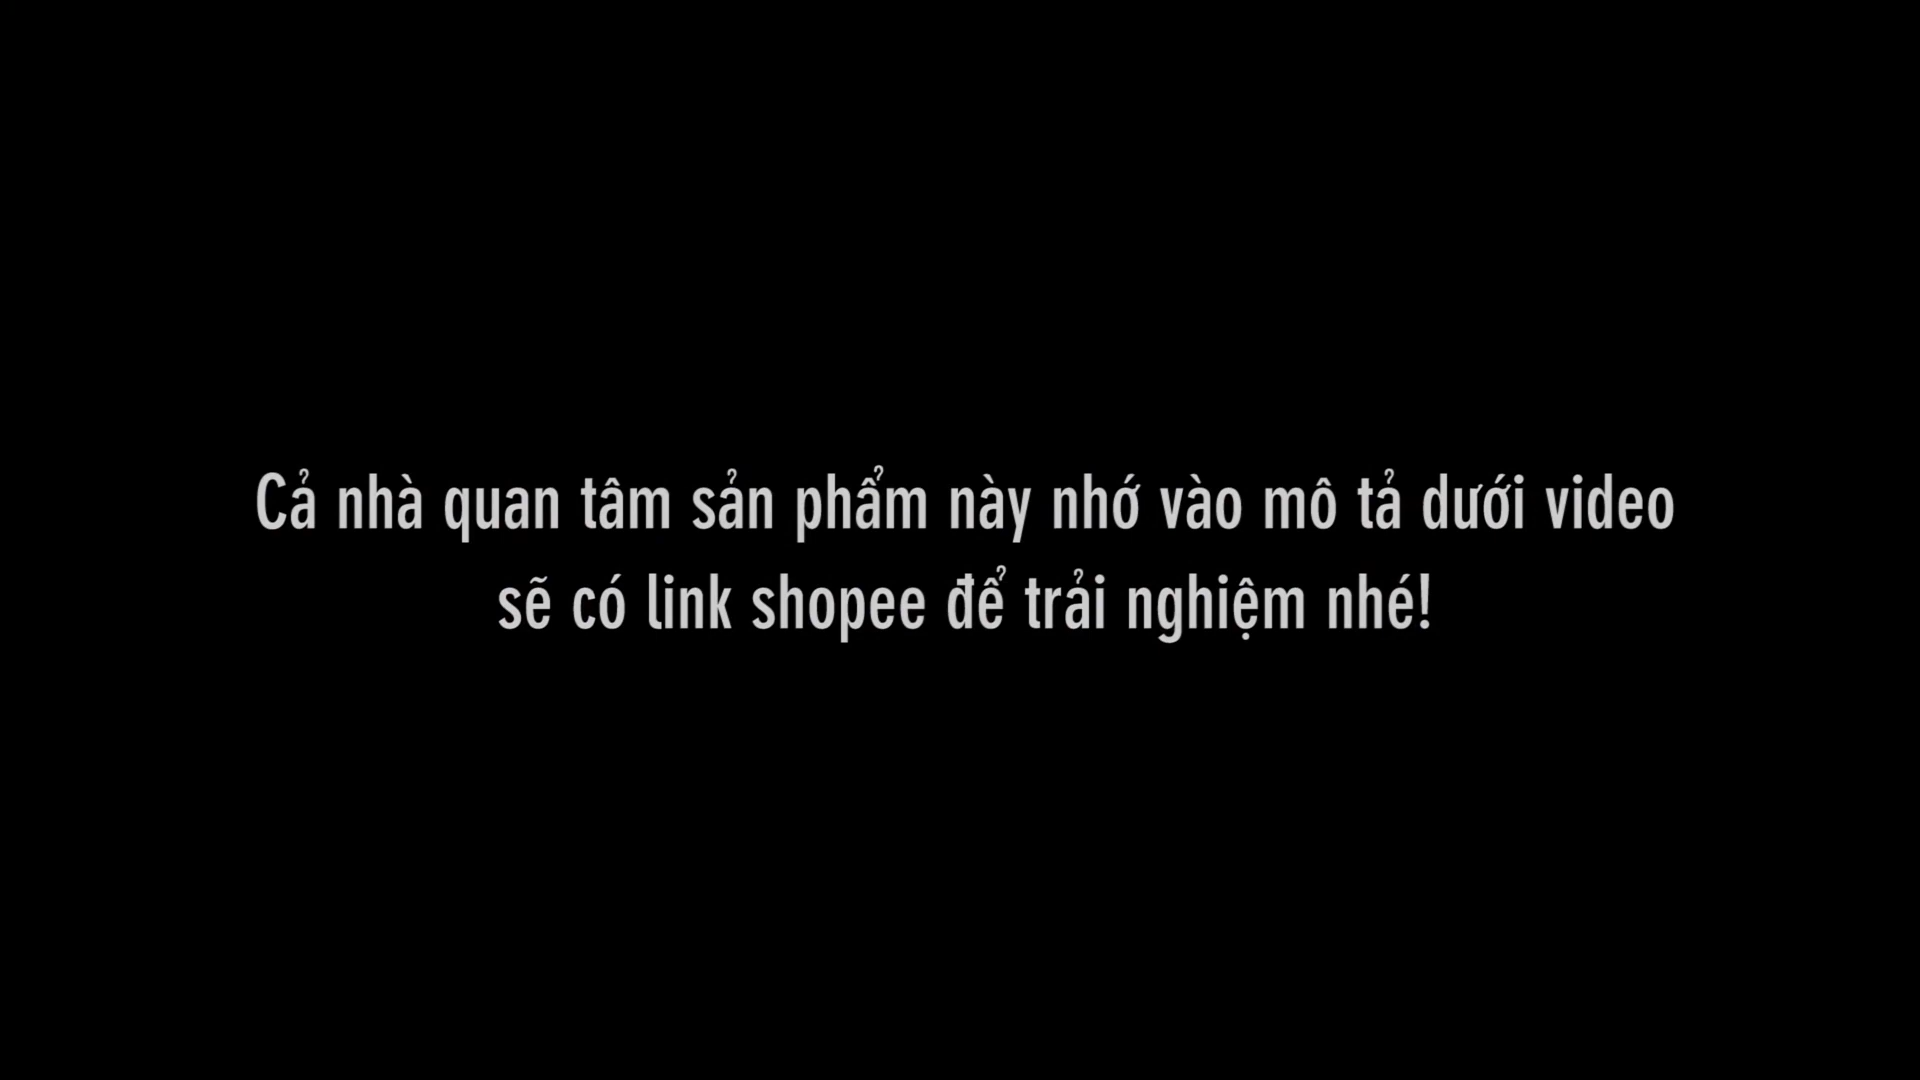 Cả nhà quan tâm sản phẩm này nhớ vào mô tả dưới video
sẽ có link shopee để trải nghiệm nhé!